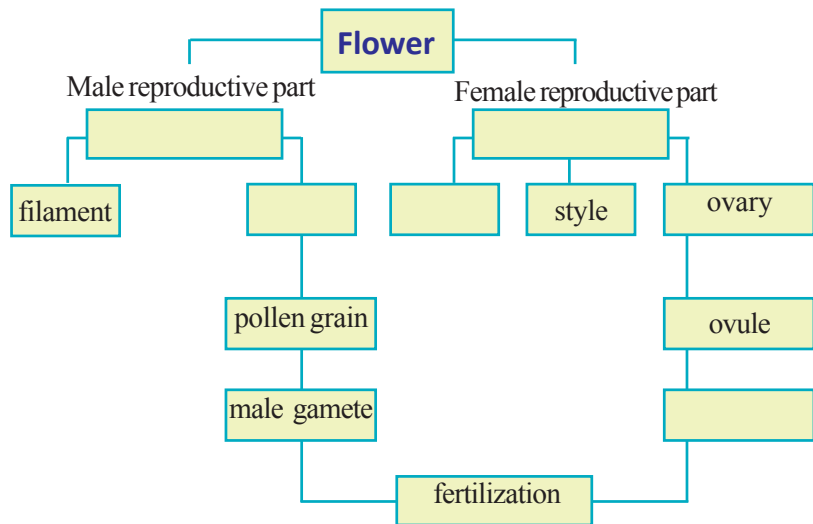 Flower
Male reproductive part
Female reproductive part
filament
style
ovary
pollen grain
ovule
male gamete
fertilization